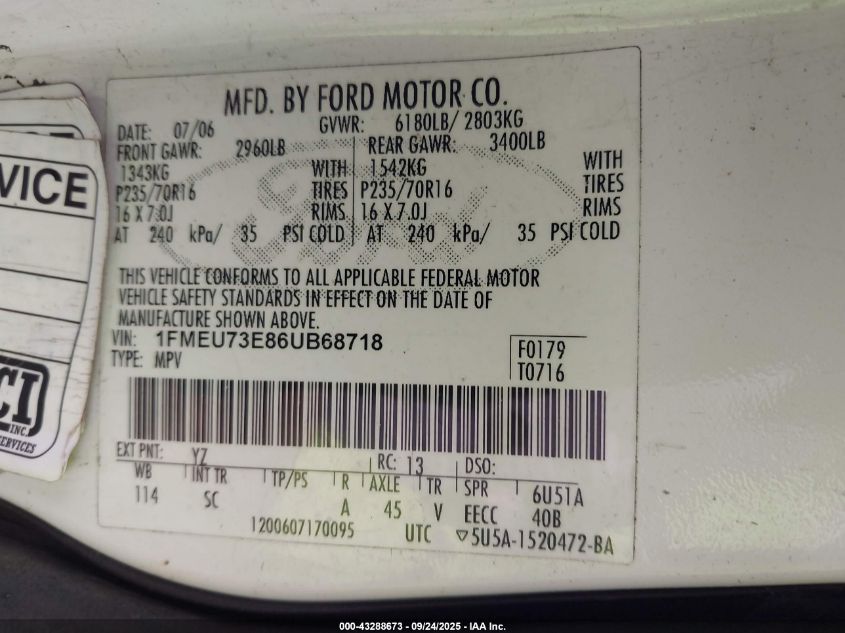 MFD. BY FORD MOTOR CO.
DATE: 07/06 GVWR: 6180LB/ 2803KG
FRONT GAWR: 2960LB REAR GAWR: 3400LB
1343KG WITH 1542KG WITH
P235/70R16 TIRES P235/70R16 TIRES
16 X 7.0J RIMS 16 X 7.0J RIMS
AT 240 kPa/ 35 PSI COLD AT 240 kPa/ 35 PSI COLD
THIS VEHICLE CONFORMS TO ALL APPLICABLE FEDERAL MOTOR
VEHICLE SAFETY STANDARDS IN EFFECT ON THE DATE OF
MANUFACTURE SHOWN ABOVE.
VIN: 1FMEU73E86UB68718
TYPE: MPV
F0179
T0716
EXT PNT: YZ RC: 13 DSO:
WB INT TR TP/PS R AXLE TR SPR 6U51A
114 SC A 45 V EECC 40B
1200607170095 UTC ▽5U5A-1520472-BA
VICE
CI
INC.
SERVICES
000-43288673 - 09/24/2025 - IAA Inc.